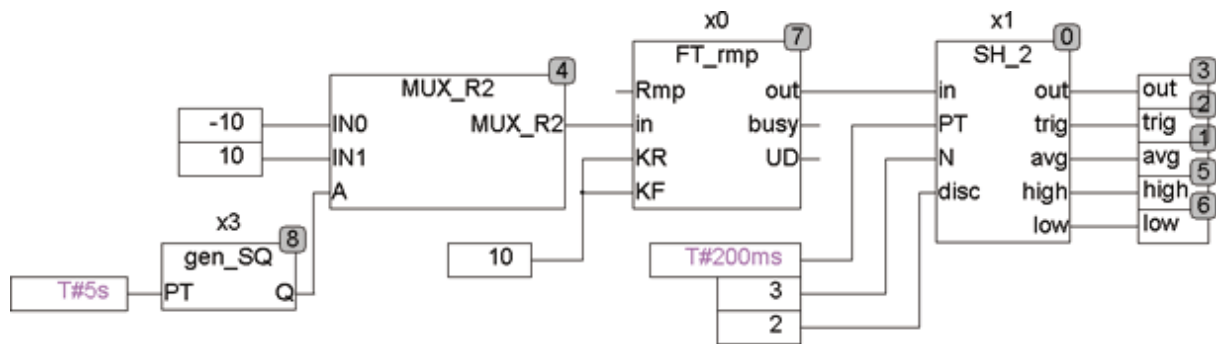 x0
x1
7
0
FT_rmp
SH_2
4
3
MUX_R2
Rmp
out
in
out
out
2
-10
IN0
MUX_R2
in
busy
PT
trig
trig
1
10
IN1
KR
UD
N
avg
avg
5
A
KF
disc
high
high
6
x3
low
low
8
gen_SQ
10
T#200ms
T#5s
PT
Q
3
2